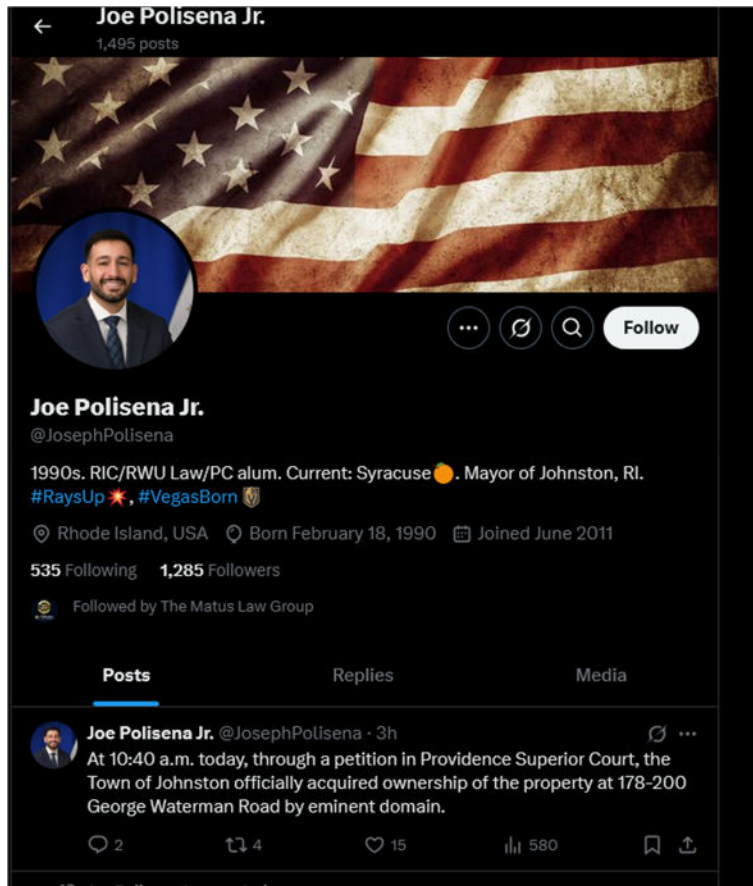 Joe Polisena Jr.
1,495 posts
Follow
Joe Polisena Jr.
@JosephPolisena
1990s. RIC/RWU Law/PC alum. Current: Syracuse🍊. Mayor of Johnston, RI.
#RaysUp💥, #VegasBorn
Rhode Island, USA Born February 18, 1990 Joined June 2011
535 Following 1,285 Followers
Followed by The Matus Law Group
Posts Replies Media
Joe Polisena Jr. @JosephPolisena · 3h
At 10:40 a.m. today, through a petition in Providence Superior Court, the
Town of Johnston officially acquired ownership of the property at 178-200
George Waterman Road by eminent domain.
2 4 15 580